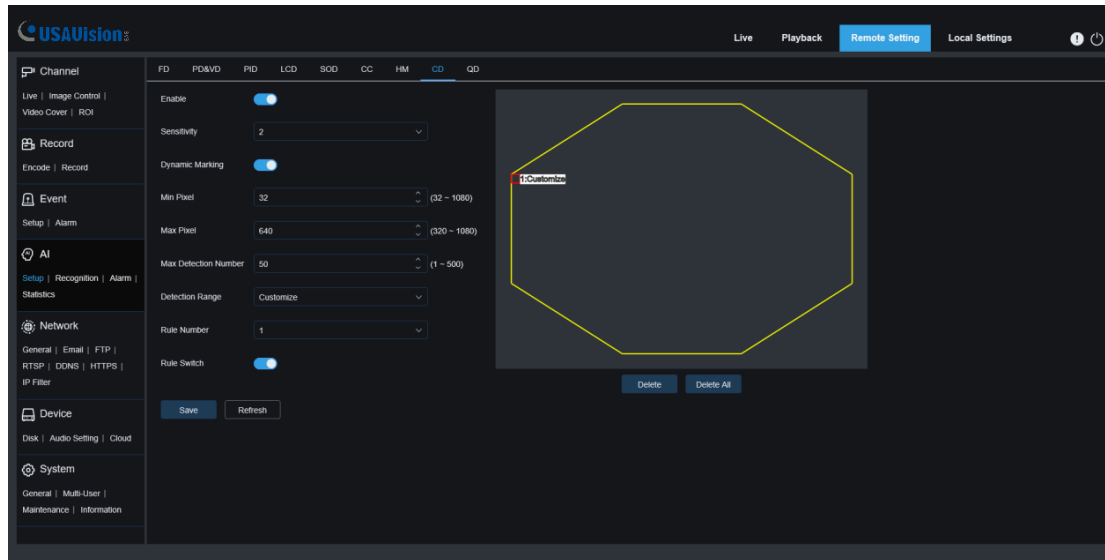 USAVision
Live Playback Remote Setting Local Settings
Channel
Live | Image Control |
Video Cover | ROI
Record
Encode | Record
Event
Setup | Alarm
AI
Setup | Recognition | Alarm |
Statistics
Network
General | Email | FTP |
RTSP | DDNS | HTTPS |
IP Filter
Device
Disk | Audio Setting | Cloud
System
General | Multi-User |
Maintenance | Information
FD PD&VD PID LCD SOD CC HM CD QD
Enable
Sensitivity 2
Dynamic Marking
Min Pixel 32 (32 ~ 1080)
Max Pixel 640 (320 ~ 1080)
Max Detection Number 50 (1 ~ 500)
Detection Range Customize
Rule Number 1
Rule Switch
Save Refresh
1:Customize
Delete Delete All